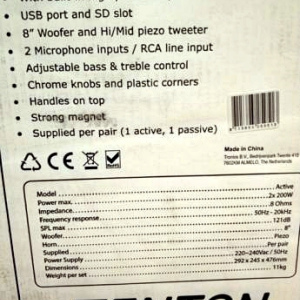 USB port and SD slot
8" Woofer and Hi/Mid piezo tweeter
2 Microphone inputs / RCA line input
Adjustable bass & treble control
Chrome knobs and plastic corners
Handles on top
Strong magnet
Supplied per pair (1 active, 1 passive)
CE
Made in China
Tronios B.V., Bedrijvenpark Twente 415
7602KM ALMELO, The Netherlands
Model Active
Power max. 2x 200W
Impedance 8 Ohms
Frequency response 50Hz - 20kHz
SPL max 121dB
Woofer 8"
Horn Piezo
Supplied Per pair
Power Supply 220-240Vac / 50Hz
Dimensions 292 x 245 x 476mm
Weight per pair 11kg